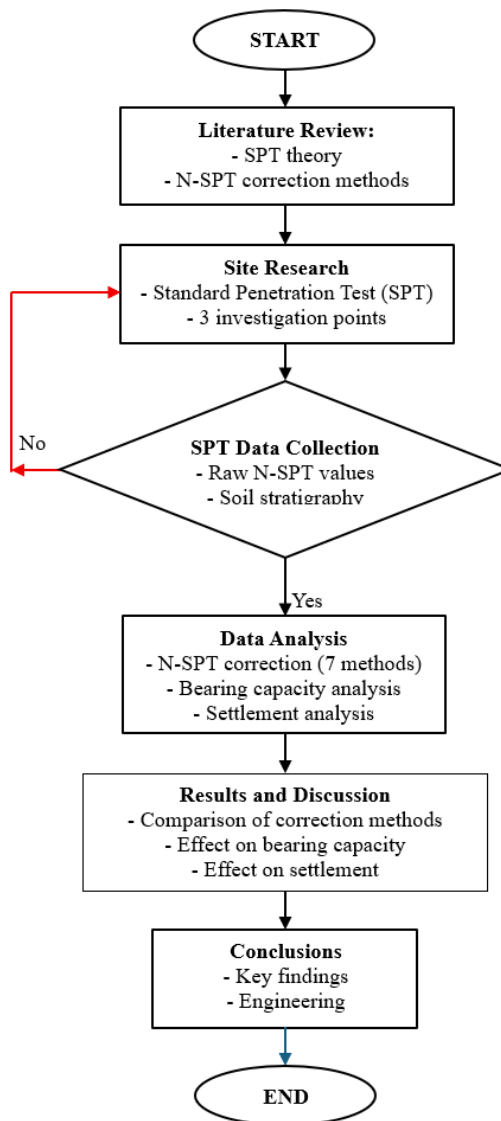 START
Literature Review:
- SPT theory
- N-SPT correction methods
Site Research
- Standard Penetration Test (SPT)
- 3 investigation points
No
SPT Data Collection
- Raw N-SPT values
- Soil stratigraphy
Yes
Data Analysis
- N-SPT correction (7 methods)
- Bearing capacity analysis
- Settlement analysis
Results and Discussion
- Comparison of correction methods
- Effect on bearing capacity
- Effect on settlement
Conclusions
- Key findings
- Engineering
END